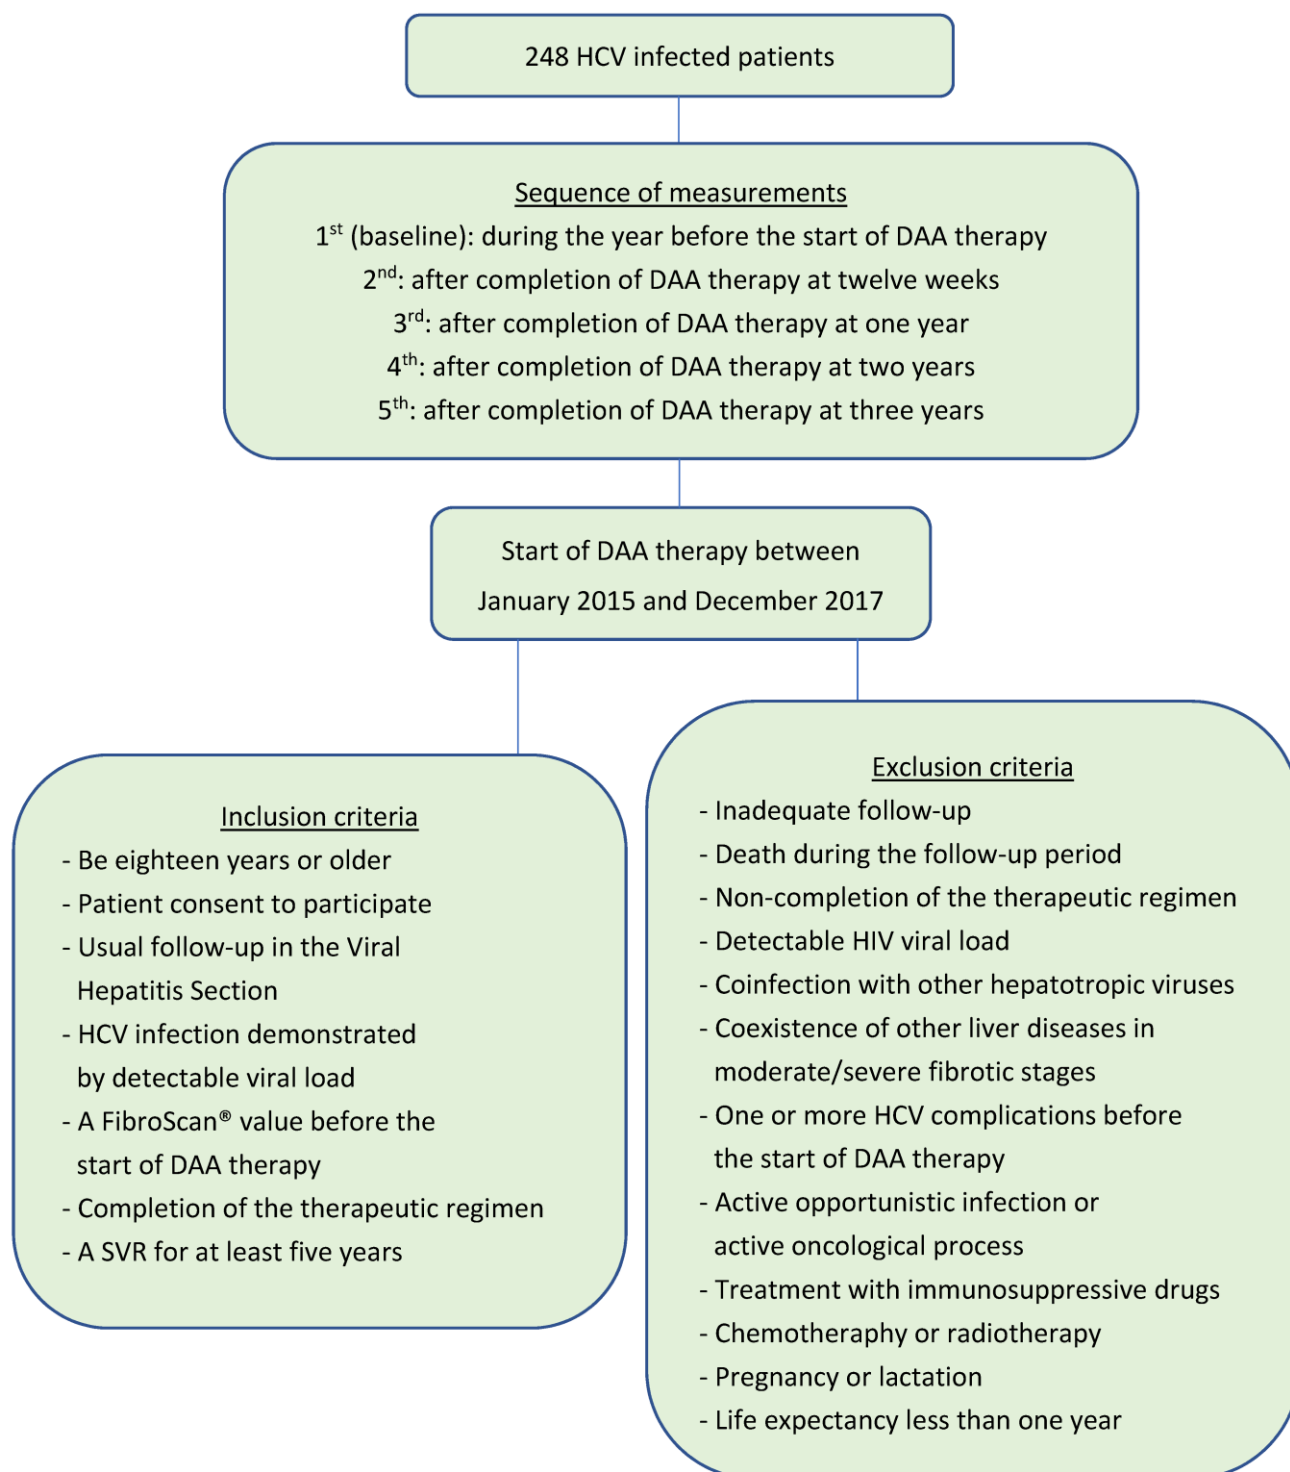 248 HCV infected patients
Sequence of measurements
1st (baseline): during the year before the start of DAA therapy
2nd: after completion of DAA therapy at twelve weeks
3rd: after completion of DAA therapy at one year
4th: after completion of DAA therapy at two years
5th: after completion of DAA therapy at three years
Start of DAA therapy between
January 2015 and December 2017
Inclusion criteria
- Be eighteen years or older
- Patient consent to participate
- Usual follow-up in the Viral
Hepatitis Section
- HCV infection demonstrated
by detectable viral load
- A FibroScan® value before the
start of DAA therapy
- Completion of the therapeutic regimen
- A SVR for at least five years
Exclusion criteria
- Inadequate follow-up
- Death during the follow-up period
- Non-completion of the therapeutic regimen
- Detectable HIV viral load
- Coinfection with other hepatotropic viruses
- Coexistence of other liver diseases in
moderate/severe fibrotic stages
- One or more HCV complications before
the start of DAA therapy
- Active opportunistic infection or
active oncological process
- Treatment with immunosuppressive drugs
- Chemotheraphy or radiotherapy
- Pregnancy or lactation
- Life expectancy less than one year